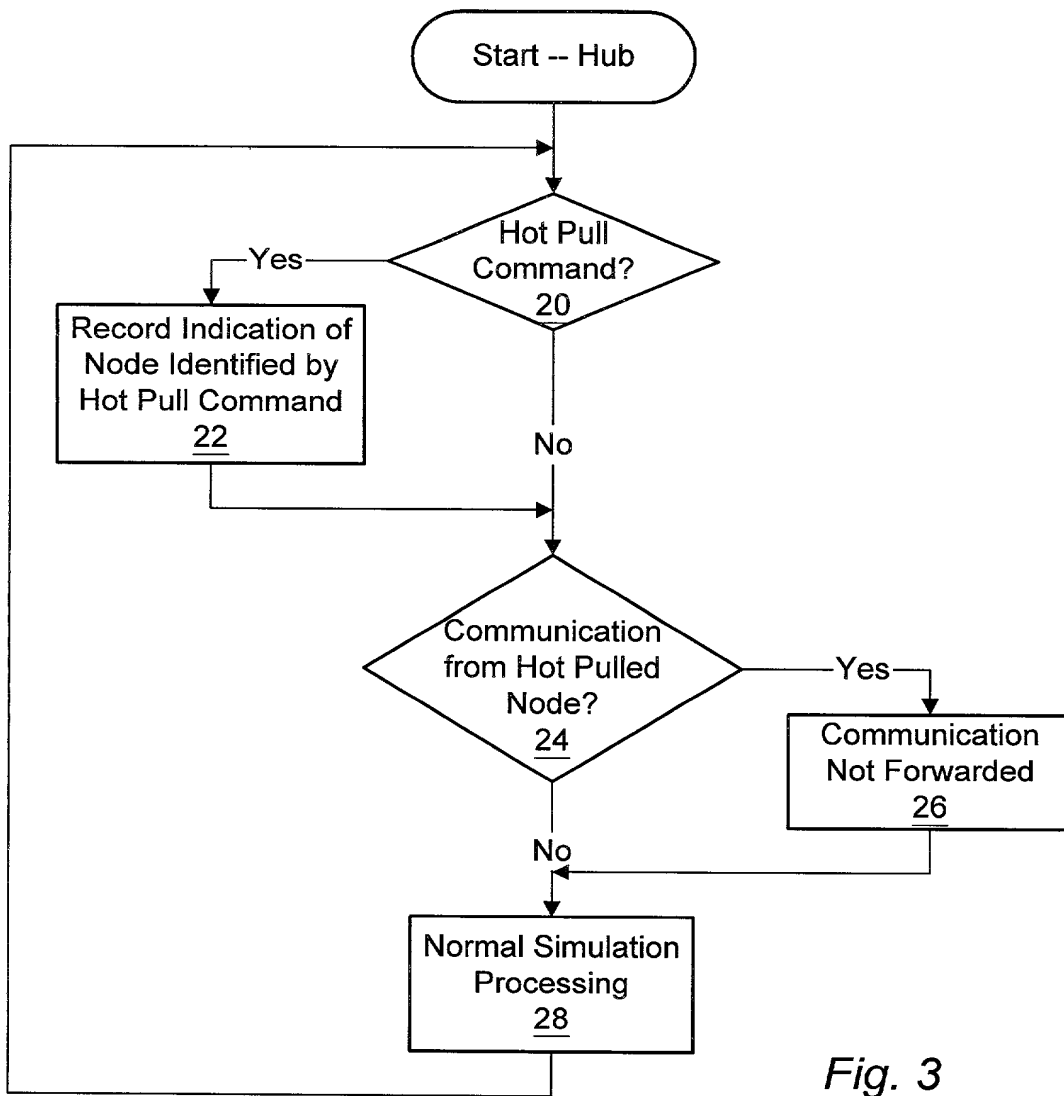 Start -- Hub
Hot Pull
Command?
20
Yes
Record Indication of
Node Identified by
Hot Pull Command
22
No
Communication
from Hot Pulled
Node?
24
Yes
Communication
Not Forwarded
26
No
Normal Simulation
Processing
28
Fig. 3